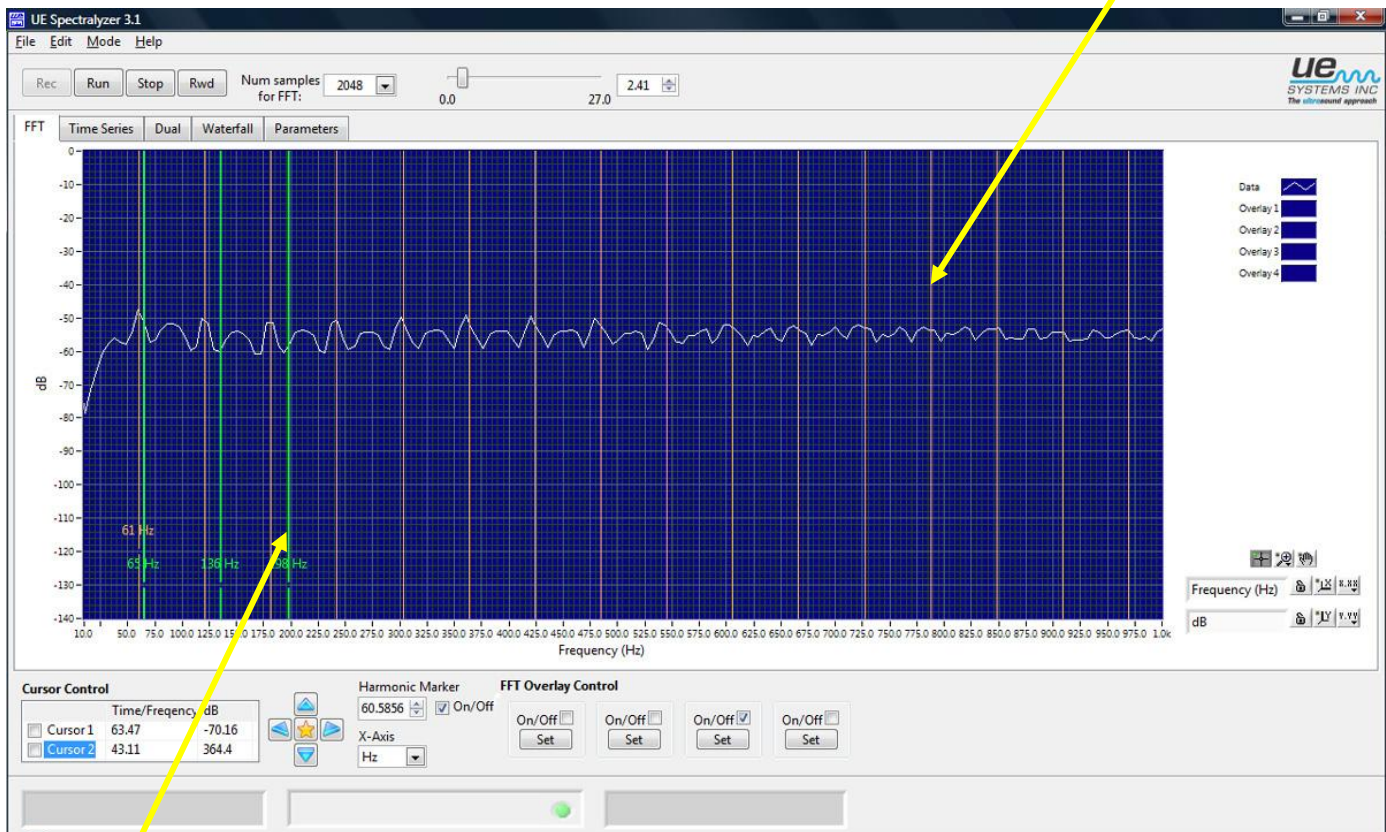 UE Spectralyzer 3.1
File Edit Mode Help
Rec Run Stop Rwd Num samples for FFT: 2048 0.0 27.0 2.41
ue
SYSTEMS INC
The ultrasound approach
FFT Time Series Dual Waterfall Parameters
0
-10
-20
-30
-40
-50
-60
-70
-80
-90
-100
-110
-120
-130
-140
dB
61 Hz
65 Hz 136 Hz 98 Hz
10.0 50.0 75.0 100.0 125.0 150.0 175.0 200.0 225.0 250.0 275.0 300.0 325.0 350.0 375.0 400.0 425.0 450.0 475.0 500.0 525.0 550.0 575.0 600.0 625.0 650.0 675.0 700.0 725.0 750.0 775.0 800.0 825.0 850.0 875.0 900.0 925.0 950.0 975.0 1.0k
Frequency (Hz)
Data
Overlay 1
Overlay 2
Overlay 3
Overlay 4
Frequency (Hz)
dB
Cursor Control
Time/Freqency dB
Cursor 1 63.47 -70.16
Cursor 2 43.11 364.4
Harmonic Marker
60.5856 On/Off
X-Axis
Hz
FFT Overlay Control
On/Off On/Off On/Off On/Off
Set Set Set Set